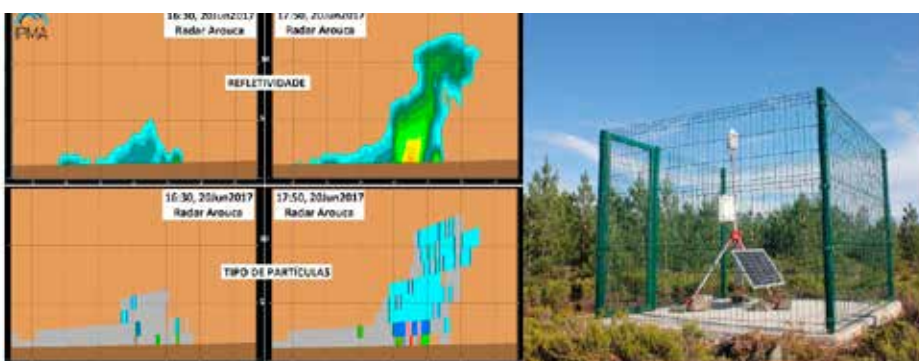 IPMA
16:30, 20Jun2017
Radar Arouca
17:50, 20Jun2017
Radar Arouca
REFLETIVIDADE
16:30, 20Jun2017
Radar Arouca
17:50, 20Jun2017
Radar Arouca
TIPO DE PARTÍCULAS